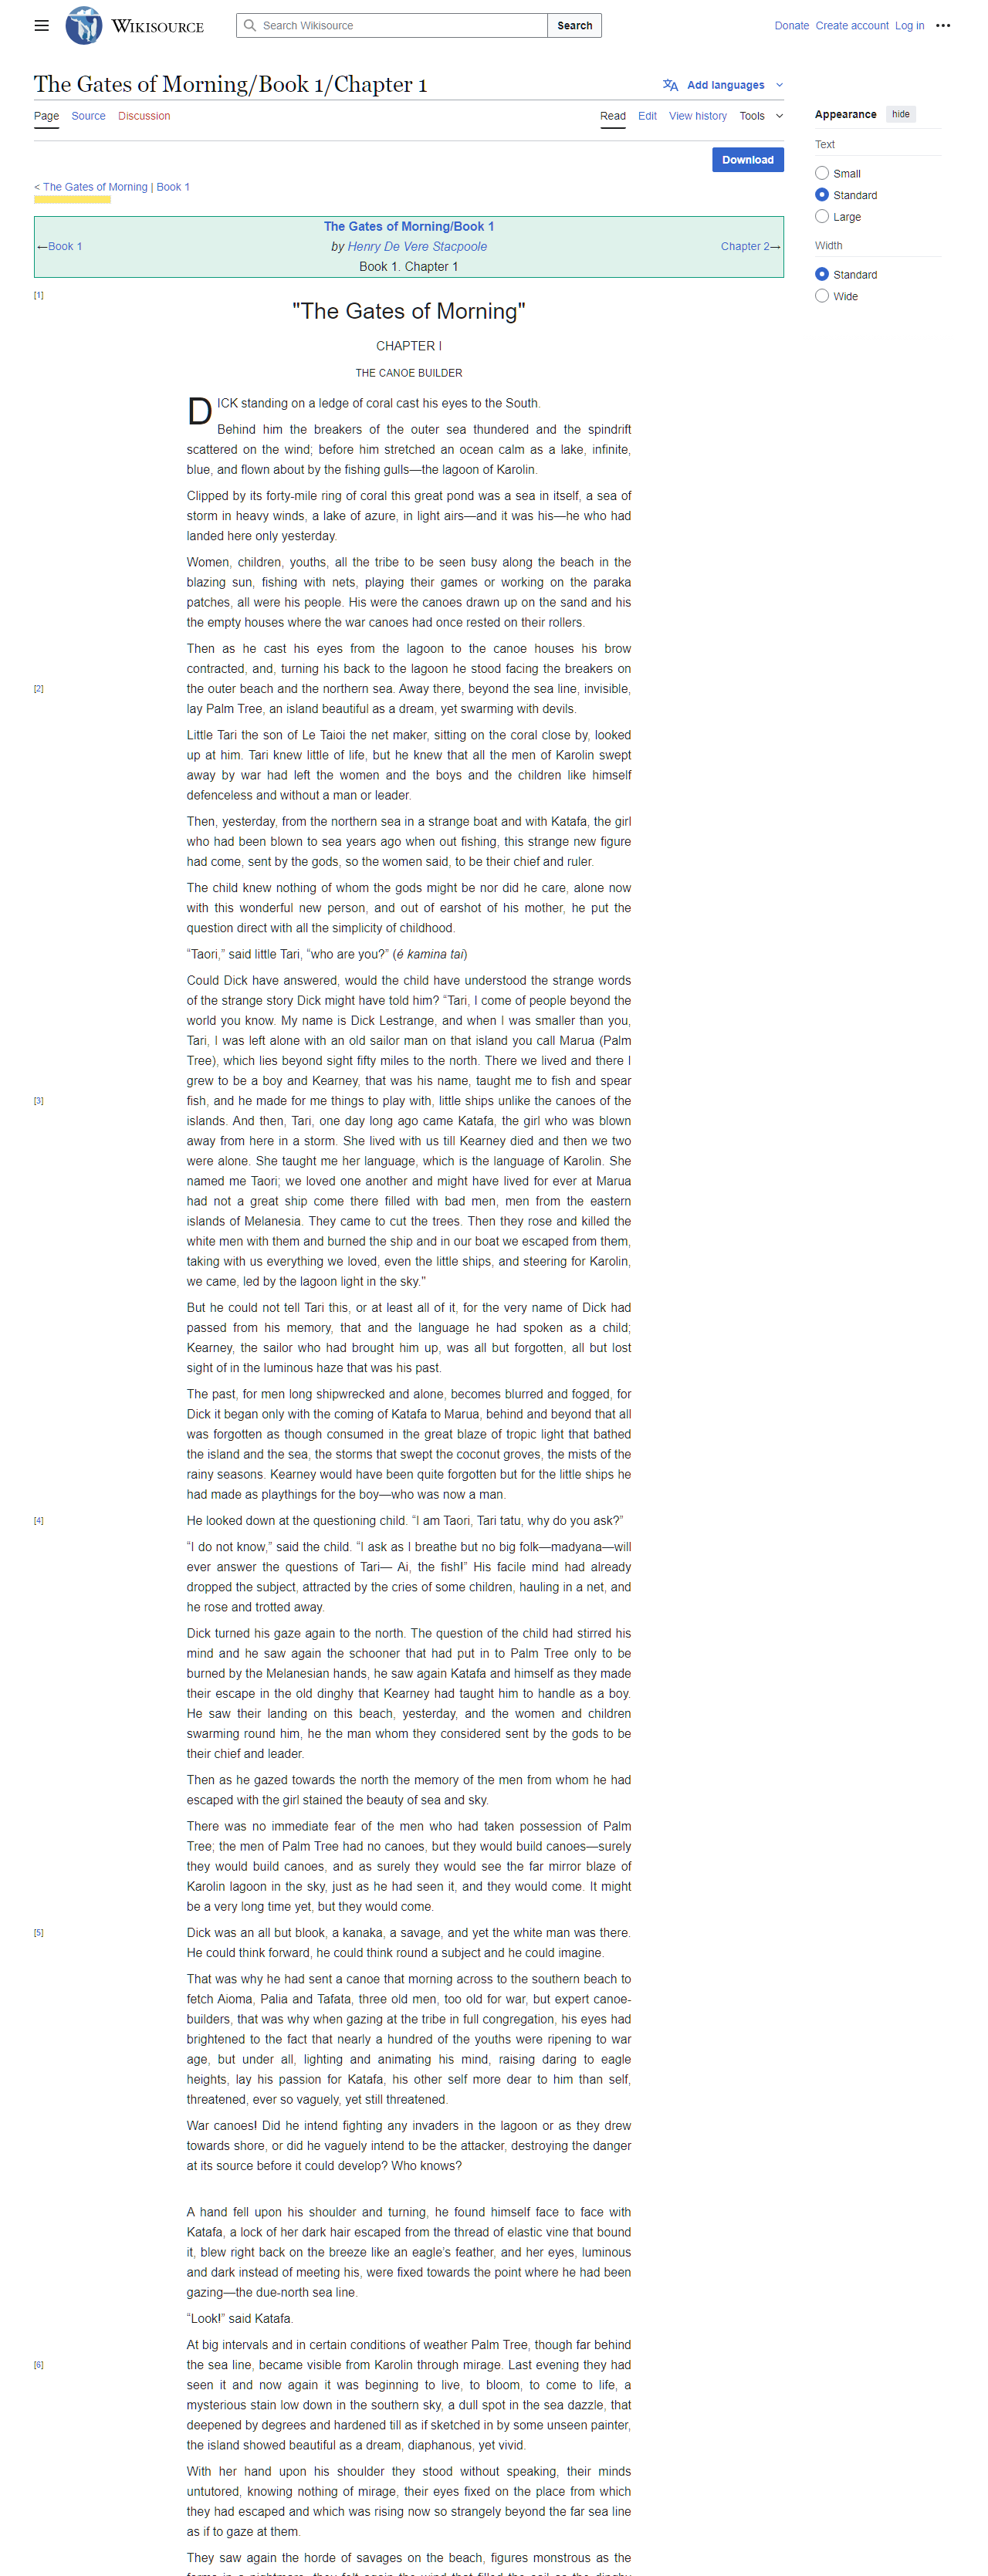 WIKISOURCE
Search Wikisource
Search
Donate Create account Log in
The Gates of Morning/Book 1/Chapter 1
Add languages
Page Source Discussion
Read Edit View history Tools
Download
Appearance hide
Text
Small
Standard
Large
Width
Standard
Wide
< The Gates of Morning | Book 1
The Gates of Morning/Book 1
←Book 1
by Henry De Vere Stacpoole
Chapter 2→
Book 1. Chapter 1
[1]
"The Gates of Morning"
CHAPTER I
THE CANOE BUILDER
DICK standing on a ledge of coral cast his eyes to the South.
Behind him the breakers of the outer sea thundered and the spindrift
scattered on the wind; before him stretched an ocean calm as a lake, infinite,
blue, and flown about by the fishing gulls—the lagoon of Karolin.
Clipped by its forty-mile ring of coral this great pond was a sea in itself, a sea of
storm in heavy winds, a lake of azure, in light airs—and it was his—he who had
landed here only yesterday.
Women, children, youths, all the tribe to be seen busy along the beach in the
blazing sun, fishing with nets, playing their games or working on the paraka
patches, all were his people. His were the canoes drawn up on the sand and his
the empty houses where the war canoes had once rested on their rollers.
Then as he cast his eyes from the lagoon to the canoe houses his brow
contracted, and, turning his back to the lagoon he stood facing the breakers on
[2]
the outer beach and the northern sea. Away there, beyond the sea line, invisible,
lay Palm Tree, an island beautiful as a dream, yet swarming with devils.
Little Tari the son of Le Taioi the net maker, sitting on the coral close by, looked
up at him. Tari knew little of life, but he knew that all the men of Karolin swept
away by war had left the women and the boys and the children like himself
defenceless and without a man or leader.
Then, yesterday, from the northern sea in a strange boat and with Katafa, the girl
who had been blown to sea years ago when out fishing, this strange new figure
had come, sent by the gods, so the women said, to be their chief and ruler.
The child knew nothing of whom the gods might be nor did he care, alone now
with this wonderful new person, and out of earshot of his mother, he put the
question direct with all the simplicity of childhood.
“Taori,” said little Tari, “who are you?” (é kamina tai)
Could Dick have answered, would the child have understood the strange words
of the strange story Dick might have told him? “Tari, I come of people beyond the
world you know. My name is Dick Lestrange, and when I was smaller than you,
Tari, I was left alone with an old sailor man on that island you call Marua (Palm
Tree), which lies beyond sight fifty miles to the north. There we lived and there I
grew to be a boy and Kearney, that was his name, taught me to fish and spear
[3]
fish, and he made for me things to play with, little ships unlike the canoes of the
islands. And then, Tari, one day long ago came Katafa, the girl who was blown
away from here in a storm. She lived with us till Kearney died and then we two
were alone. She taught me her language, which is the language of Karolin. She
named me Taori; we loved one another and might have lived for ever at Marua
had not a great ship come there filled with bad men, men from the eastern
islands of Melanesia. They came to cut the trees. Then they rose and killed the
white men with them and burned the ship and in our boat we escaped from them,
taking with us everything we loved, even the little ships, and steering for Karolin,
we came, led by the lagoon light in the sky."
But he could not tell Tari this, or at least all of it, for the very name of Dick had
passed from his memory, that and the language he had spoken as a child;
Kearney, the sailor who had brought him up, was all but forgotten, all but lost
sight of in the luminous haze that was his past.
The past, for men long shipwrecked and alone, becomes blurred and fogged, for
Dick it began only with the coming of Katafa to Marua, behind and beyond that all
was forgotten as though consumed in the great blaze of tropic light that bathed
the island and the sea, the storms that swept the coconut groves, the mists of the
rainy seasons. Kearney would have been quite forgotten but for the little ships he
had made as playthings for the boy—who was now a man.
[4]
He looked down at the questioning child. “I am Taori, Tari tatu, why do you ask?”
“I do not know,” said the child. “I ask as I breathe but no big folk—madyana—will
ever answer the questions of Tari— Ai, the fish!” His facile mind had already
dropped the subject, attracted by the cries of some children, hauling in a net, and
he rose and trotted away.
Dick turned his gaze again to the north. The question of the child had stirred his
mind and he saw again the schooner that had put in to Palm Tree only to be
burned by the Melanesian hands, he saw again Katafa and himself as they made
their escape in the old dinghy that Kearney had taught him to handle as a boy.
He saw their landing on this beach, yesterday, and the women and children
swarming round him, he the man whom they considered sent by the gods to be
their chief and leader.
Then as he gazed towards the north the memory of the men from whom he had
escaped with the girl stained the beauty of sea and sky.
There was no immediate fear of the men who had taken possession of Palm
Tree; the men of Palm Tree had no canoes, but they would build canoes—surely
they would build canoes, and as surely they would see the far mirror blaze of
Karolin lagoon in the sky, just as he had seen it, and they would come. It might
be a very long time yet, but they would come.
[5]
Dick was an all but blook, a kanaka, a savage, and yet the white man was there.
He could think forward, he could think round a subject and he could imagine.
That was why he had sent a canoe that morning across to the southern beach to
fetch Aioma, Palia and Tafata, three old men, too old for war, but expert canoe-
builders, that was why when gazing at the tribe in full congregation, his eyes had
brightened to the fact that nearly a hundred of the youths were ripening to war
age, but under all, lighting and animating his mind, raising daring to eagle
heights, lay his passion for Katafa, his other self more dear to him than self,
threatened, ever so vaguely, yet still threatened.
War canoes! Did he intend fighting any invaders in the lagoon or as they drew
towards shore, or did he vaguely intend to be the attacker, destroying the danger
at its source before it could develop? Who knows?
A hand fell upon his shoulder and turning, he found himself face to face with
Katafa, a lock of her dark hair escaped from the thread of elastic vine that bound
it, blew right back on the breeze like an eagle’s feather, and her eyes, luminous
and dark instead of meeting his, were fixed towards the point where he had been
gazing—the due-north sea line.
“Look!” said Katafa.
At big intervals and in certain conditions of weather Palm Tree, though far behind
[6]
the sea line, became visible from Karolin through mirage. Last evening they had
seen it and now again it was beginning to live, to bloom, to come to life, a
mysterious stain low down in the southern sky, a dull spot in the sea dazzle, that
deepened by degrees and hardened till as if sketched in by some unseen painter,
the island showed beautiful as a dream, diaphanous, yet vivid.
With her hand upon his shoulder they stood without speaking, their minds
untutored, knowing nothing of mirage, their eyes fixed on the place from which
they had escaped and which was rising now so strangely beyond the far sea line
as if to gaze at them.
They saw again the horde of savages on the beach, figures monstrous as the